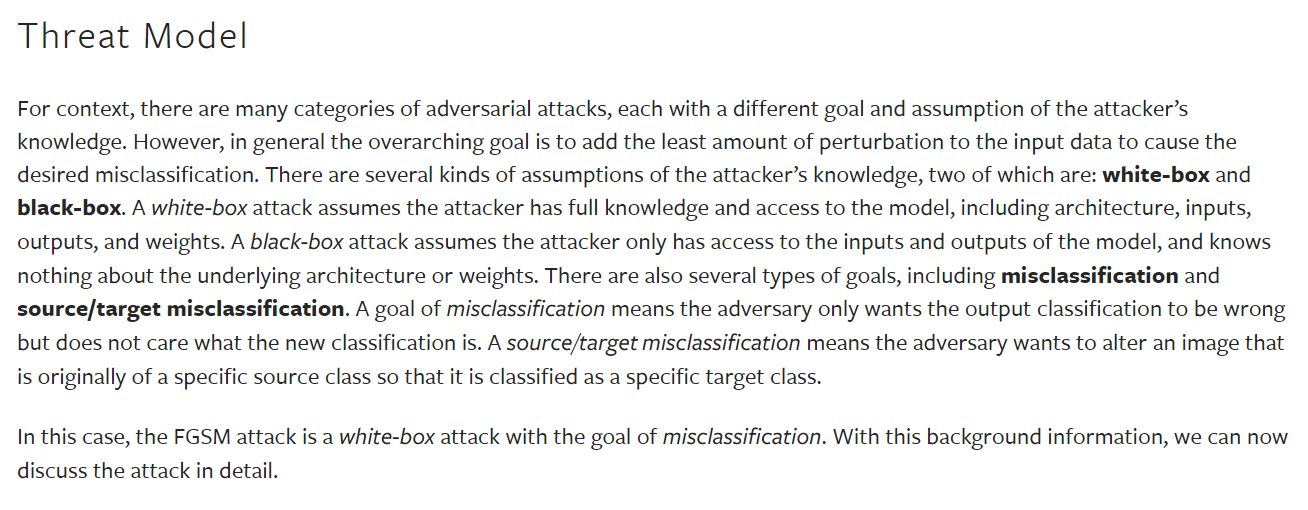 Threat Model
For context, there are many categories of adversarial attacks, each with a different goal and assumption of the attacker’s
knowledge. However, in general the overarching goal is to add the least amount of perturbation to the input data to cause the
desired misclassification. There are several kinds of assumptions of the attacker’s knowledge, two of which are: white-box and
black-box. A white-box attack assumes the attacker has full knowledge and access to the model, including architecture, inputs,
outputs, and weights. A black-box attack assumes the attacker only has access to the inputs and outputs of the model, and knows
nothing about the underlying architecture or weights. There are also several types of goals, including misclassification and
source/target misclassification. A goal of misclassification means the adversary only wants the output classification to be wrong
but does not care what the new classification is. A source/target misclassification means the adversary wants to alter an image that
is originally of a specific source class so that it is classified as a specific target class.
In this case, the FGSM attack is a white-box attack with the goal of misclassification. With this background information, we can now
discuss the attack in detail.